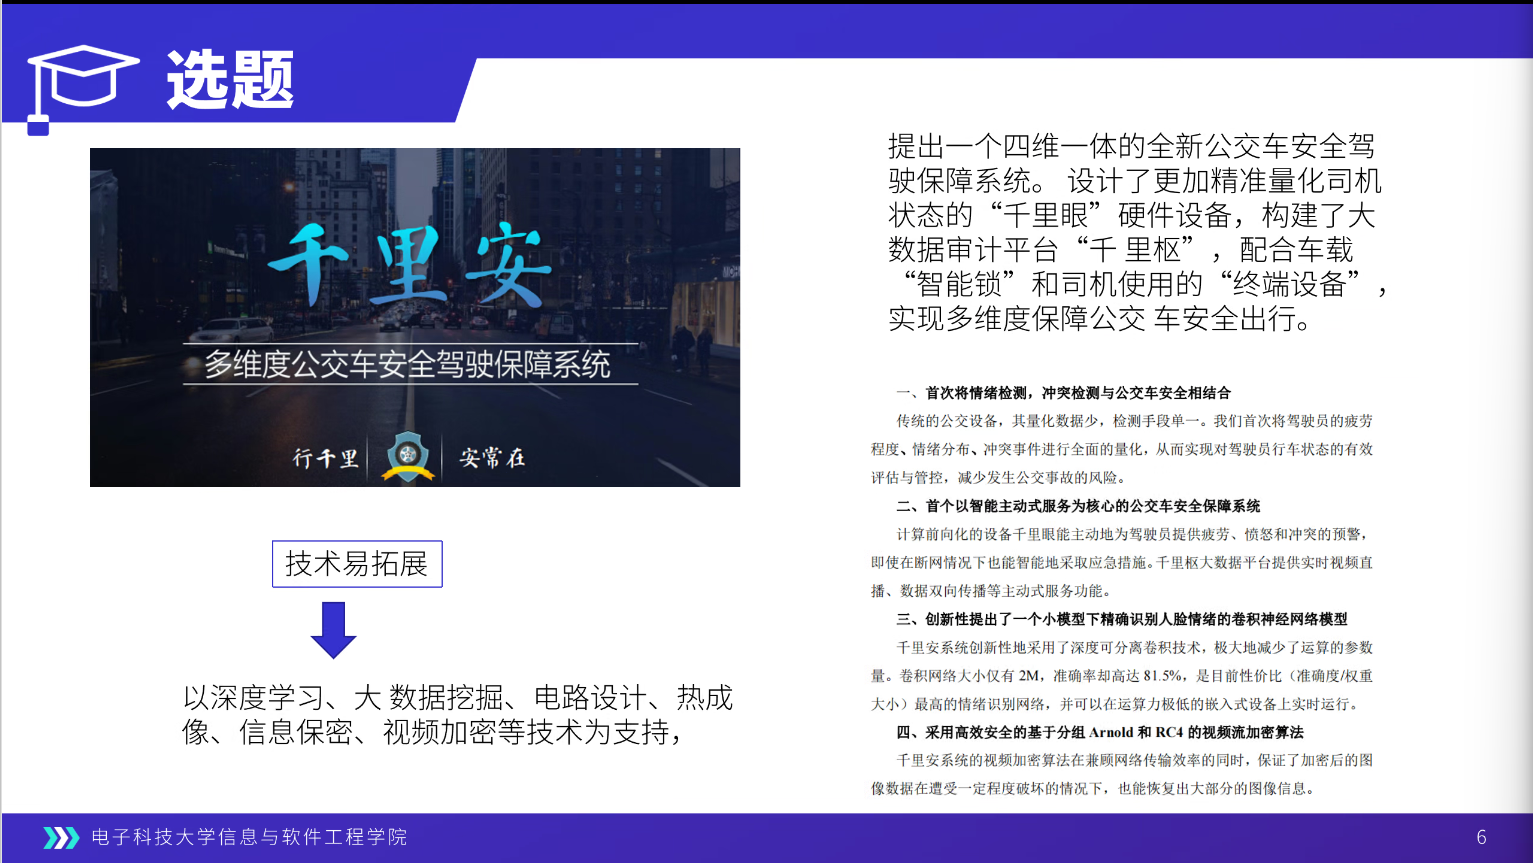 选题
千里安
多维度公交车安全驾驶保障系统
行千里 安常在
技术易拓展
以深度学习、大 数据挖掘、电路设计、热成
像、信息保密、视频加密等技术为支持，
提出一个四维一体的全新公交车安全驾
驶保障系统。 设计了更加精准量化司机
状态的“千里眼”硬件设备，构建了大
数据审计平台“千 里枢”，配合车载
“智能锁”和司机使用的“终端设备”，
实现多维度保障公交 车安全出行。
一、首次将情绪检测，冲突检测与公交车安全相结合
传统的公交设备，其量化数据少，检测手段单一。我们首次将驾驶员的疲劳
程度、情绪分布、冲突事件进行全面的量化，从而实现对驾驶员行车状态的有效
评估与管控，减少发生公交事故的风险。
二、首个以智能主动式服务为核心的公交车安全保障系统
计算前向化的设备千里眼能主动地为驾驶员提供疲劳、愤怒和冲突的预警，
即使在断网情况下也能智能地采取应急措施。千里枢大数据平台提供实时视频直
播、数据双向传播等主动式服务功能。
三、创新性提出了一个小模型下精确识别人脸情绪的卷积神经网络模型
千里安系统创新性地采用了深度可分离卷积技术，极大地减少了运算的参数
量。卷积网络大小仅有 2M，准确率却高达 81.5%，是目前性价比（准确度/权重
大小）最高的情绪识别网络，并可以在运算力极低的嵌入式设备上实时运行。
四、采用高效安全的基于分组 Arnold 和 RC4 的视频流加密算法
千里安系统的视频加密算法在兼顾网络传输效率的同时，保证了加密后的图
像数据在遭受一定程度破坏的情况下，也能恢复出大部分的图像信息。
电子科技大学信息与软件工程学院
6